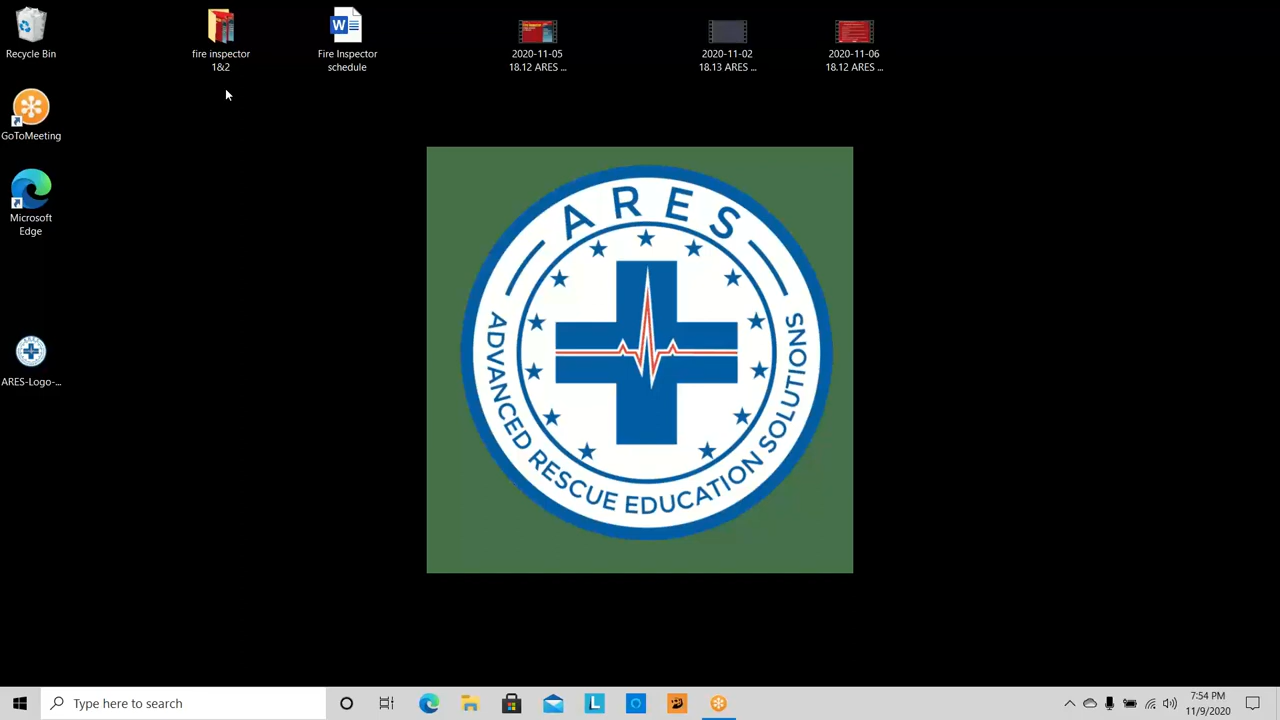 Recycle Bin
fire inspector
1&2
Fire Inspector
schedule
2020-11-05
18.12 ARES ...
2020-11-02
18.13 ARES ...
2020-11-06
18.12 ARES ...
GoToMeeting
Microsoft
Edge
ARES-Logo-...
ARES
ADVANCED RESCUE EDUCATION SOLUTIONS
Type here to search
7:54 PM
11/9/2020